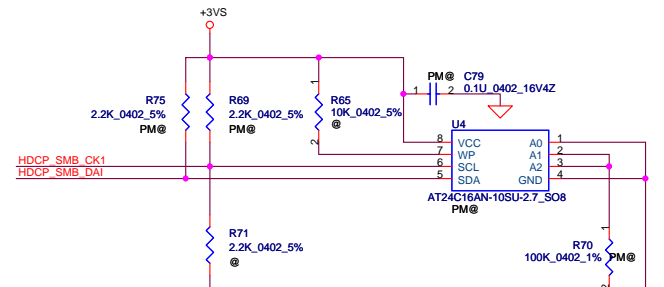 +3VS
PM@ C79
1 2 0.1U_0402_16V4Z
R75
2.2K_0402_5%
PM@
R69
2.2K_0402_5%
PM@
1
R65
10K_0402_5%
@
2
U4
8 VCC A0 1
7 WP A1 2
6 SCL A2 3
5 SDA GND 4
AT24C16AN-10SU-2.7_SO8
PM@
HDCP_SMB_CK1
HDCP_SMB_DAI
R71
2.2K_0402_5%
@
1
R70
100K_0402_1% PM@
2